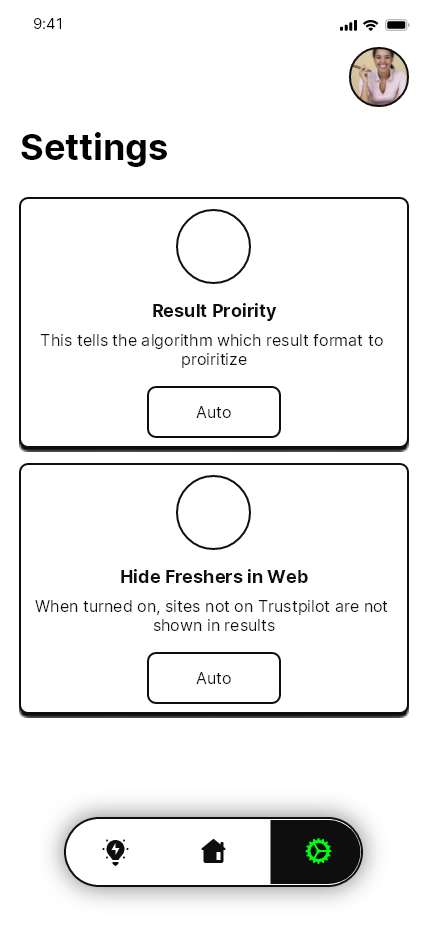 9:41
Settings
Result Proirity
This tells the algorithm which result format to
proiritize
Auto
Hide Freshers in Web
When turned on, sites not on Trustpilot are not
shown in results
Auto